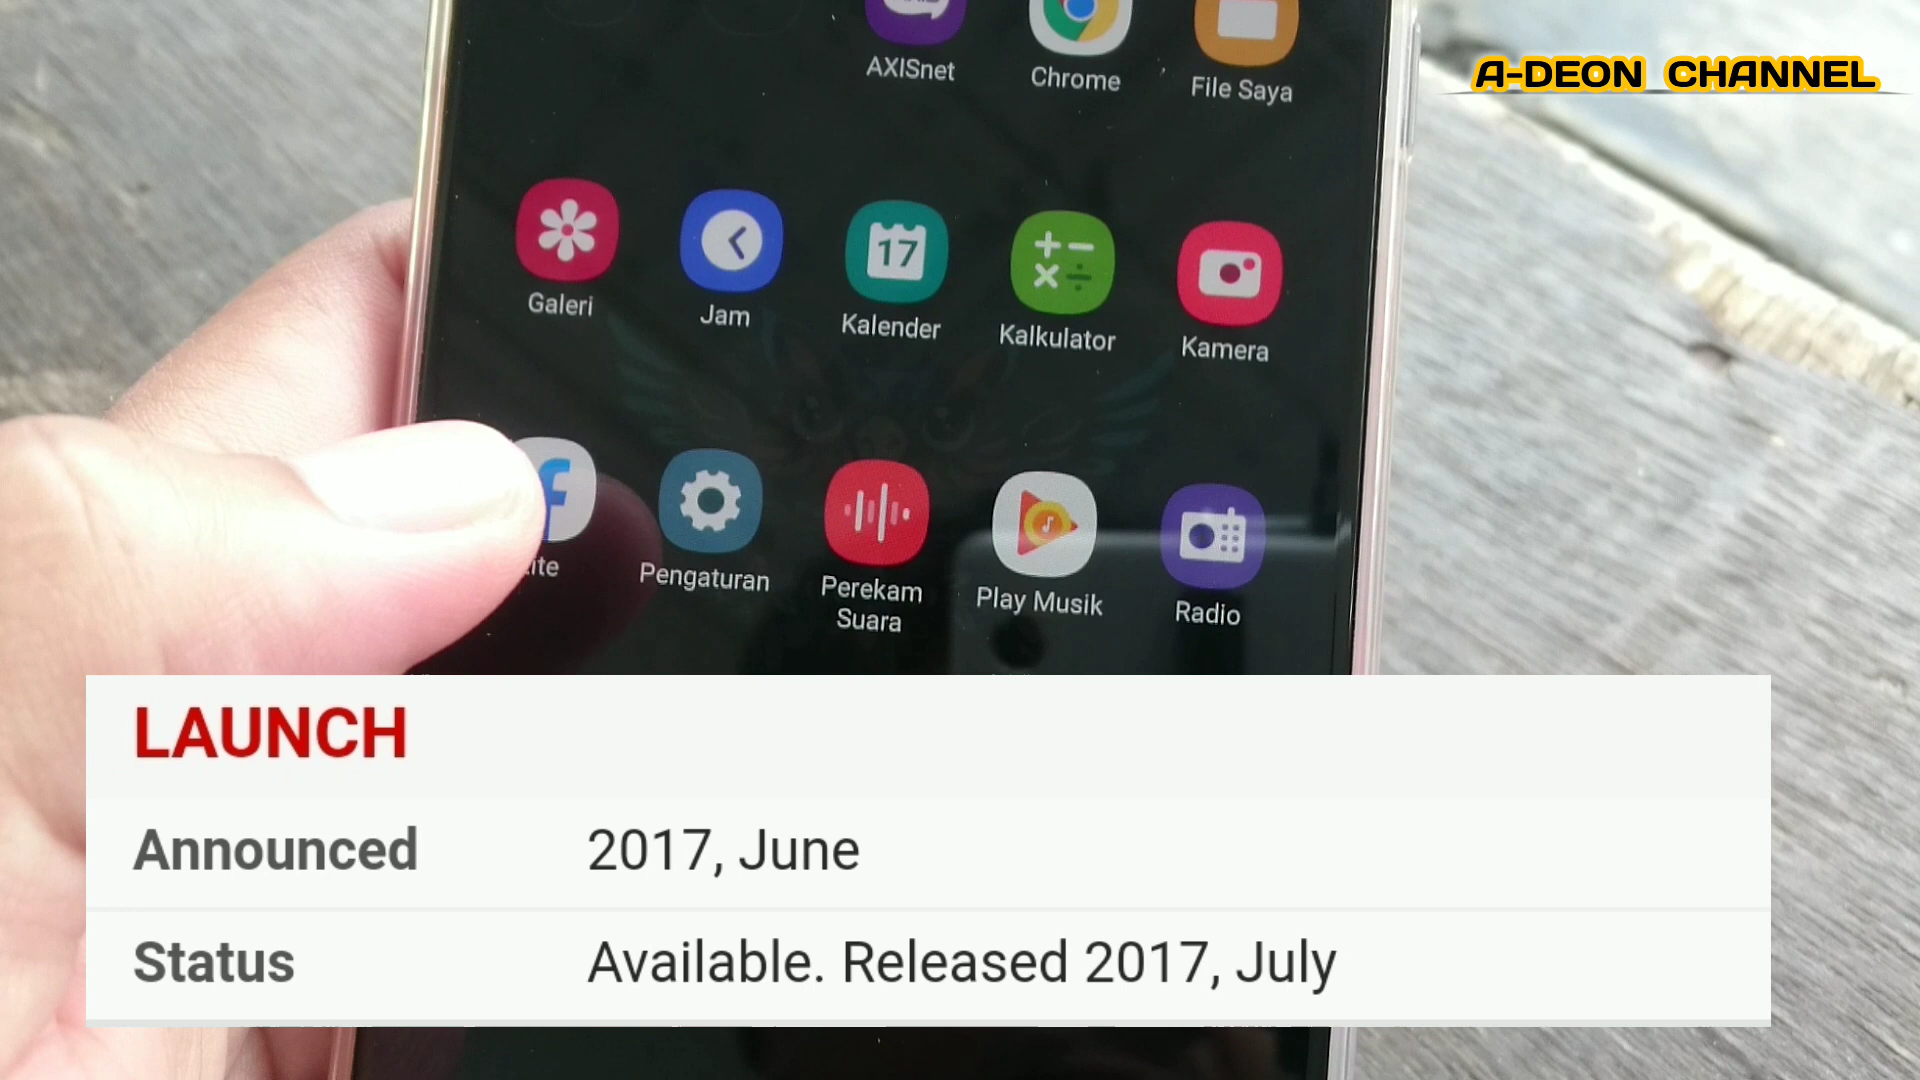 A-DEON CHANNEL
AXISnet
Chrome
File Saya
17
Galeri
Jam
Kalender
Kalkulator
Kamera
Pengaturan
Perekam
Suara
Play Musik
Radio
LAUNCH
Announced 2017, June
Status Available. Released 2017, July